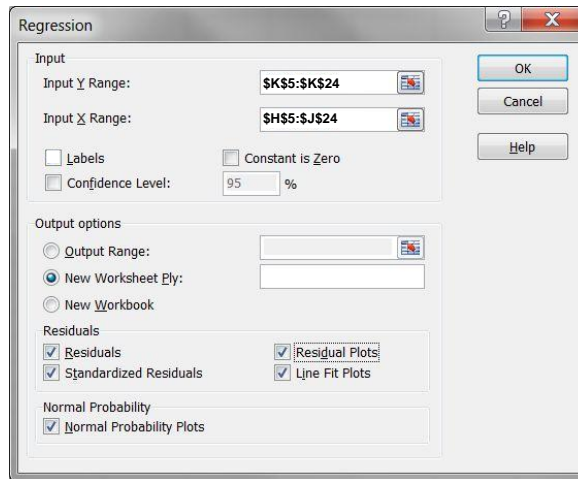 Regression
Input
Input Y Range: $K$5:$K$24
Input X Range: $H$5:$J$24
Labels Constant is Zero
Confidence Level: 95 %
Output options
Output Range:
New Worksheet Ply:
New Workbook
Residuals
Residuals Residual Plots
Standardized Residuals Line Fit Plots
Normal Probability
Normal Probability Plots
OK
Cancel
Help